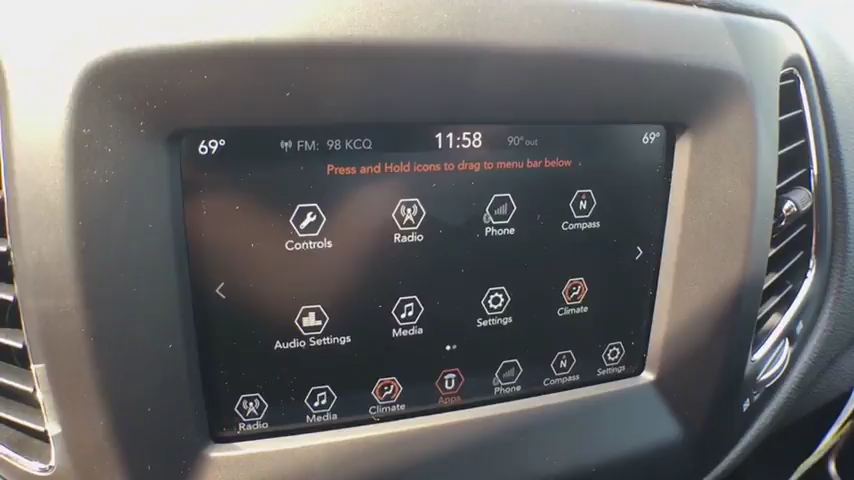 69° FM: 98 KCQ 11:58 90° out 69°
Press and Hold icons to drag to menu bar below
Controls Radio Phone Compass
Audio Settings Media Settings Climate
Radio Media Climate Apps Phone Compass Settings